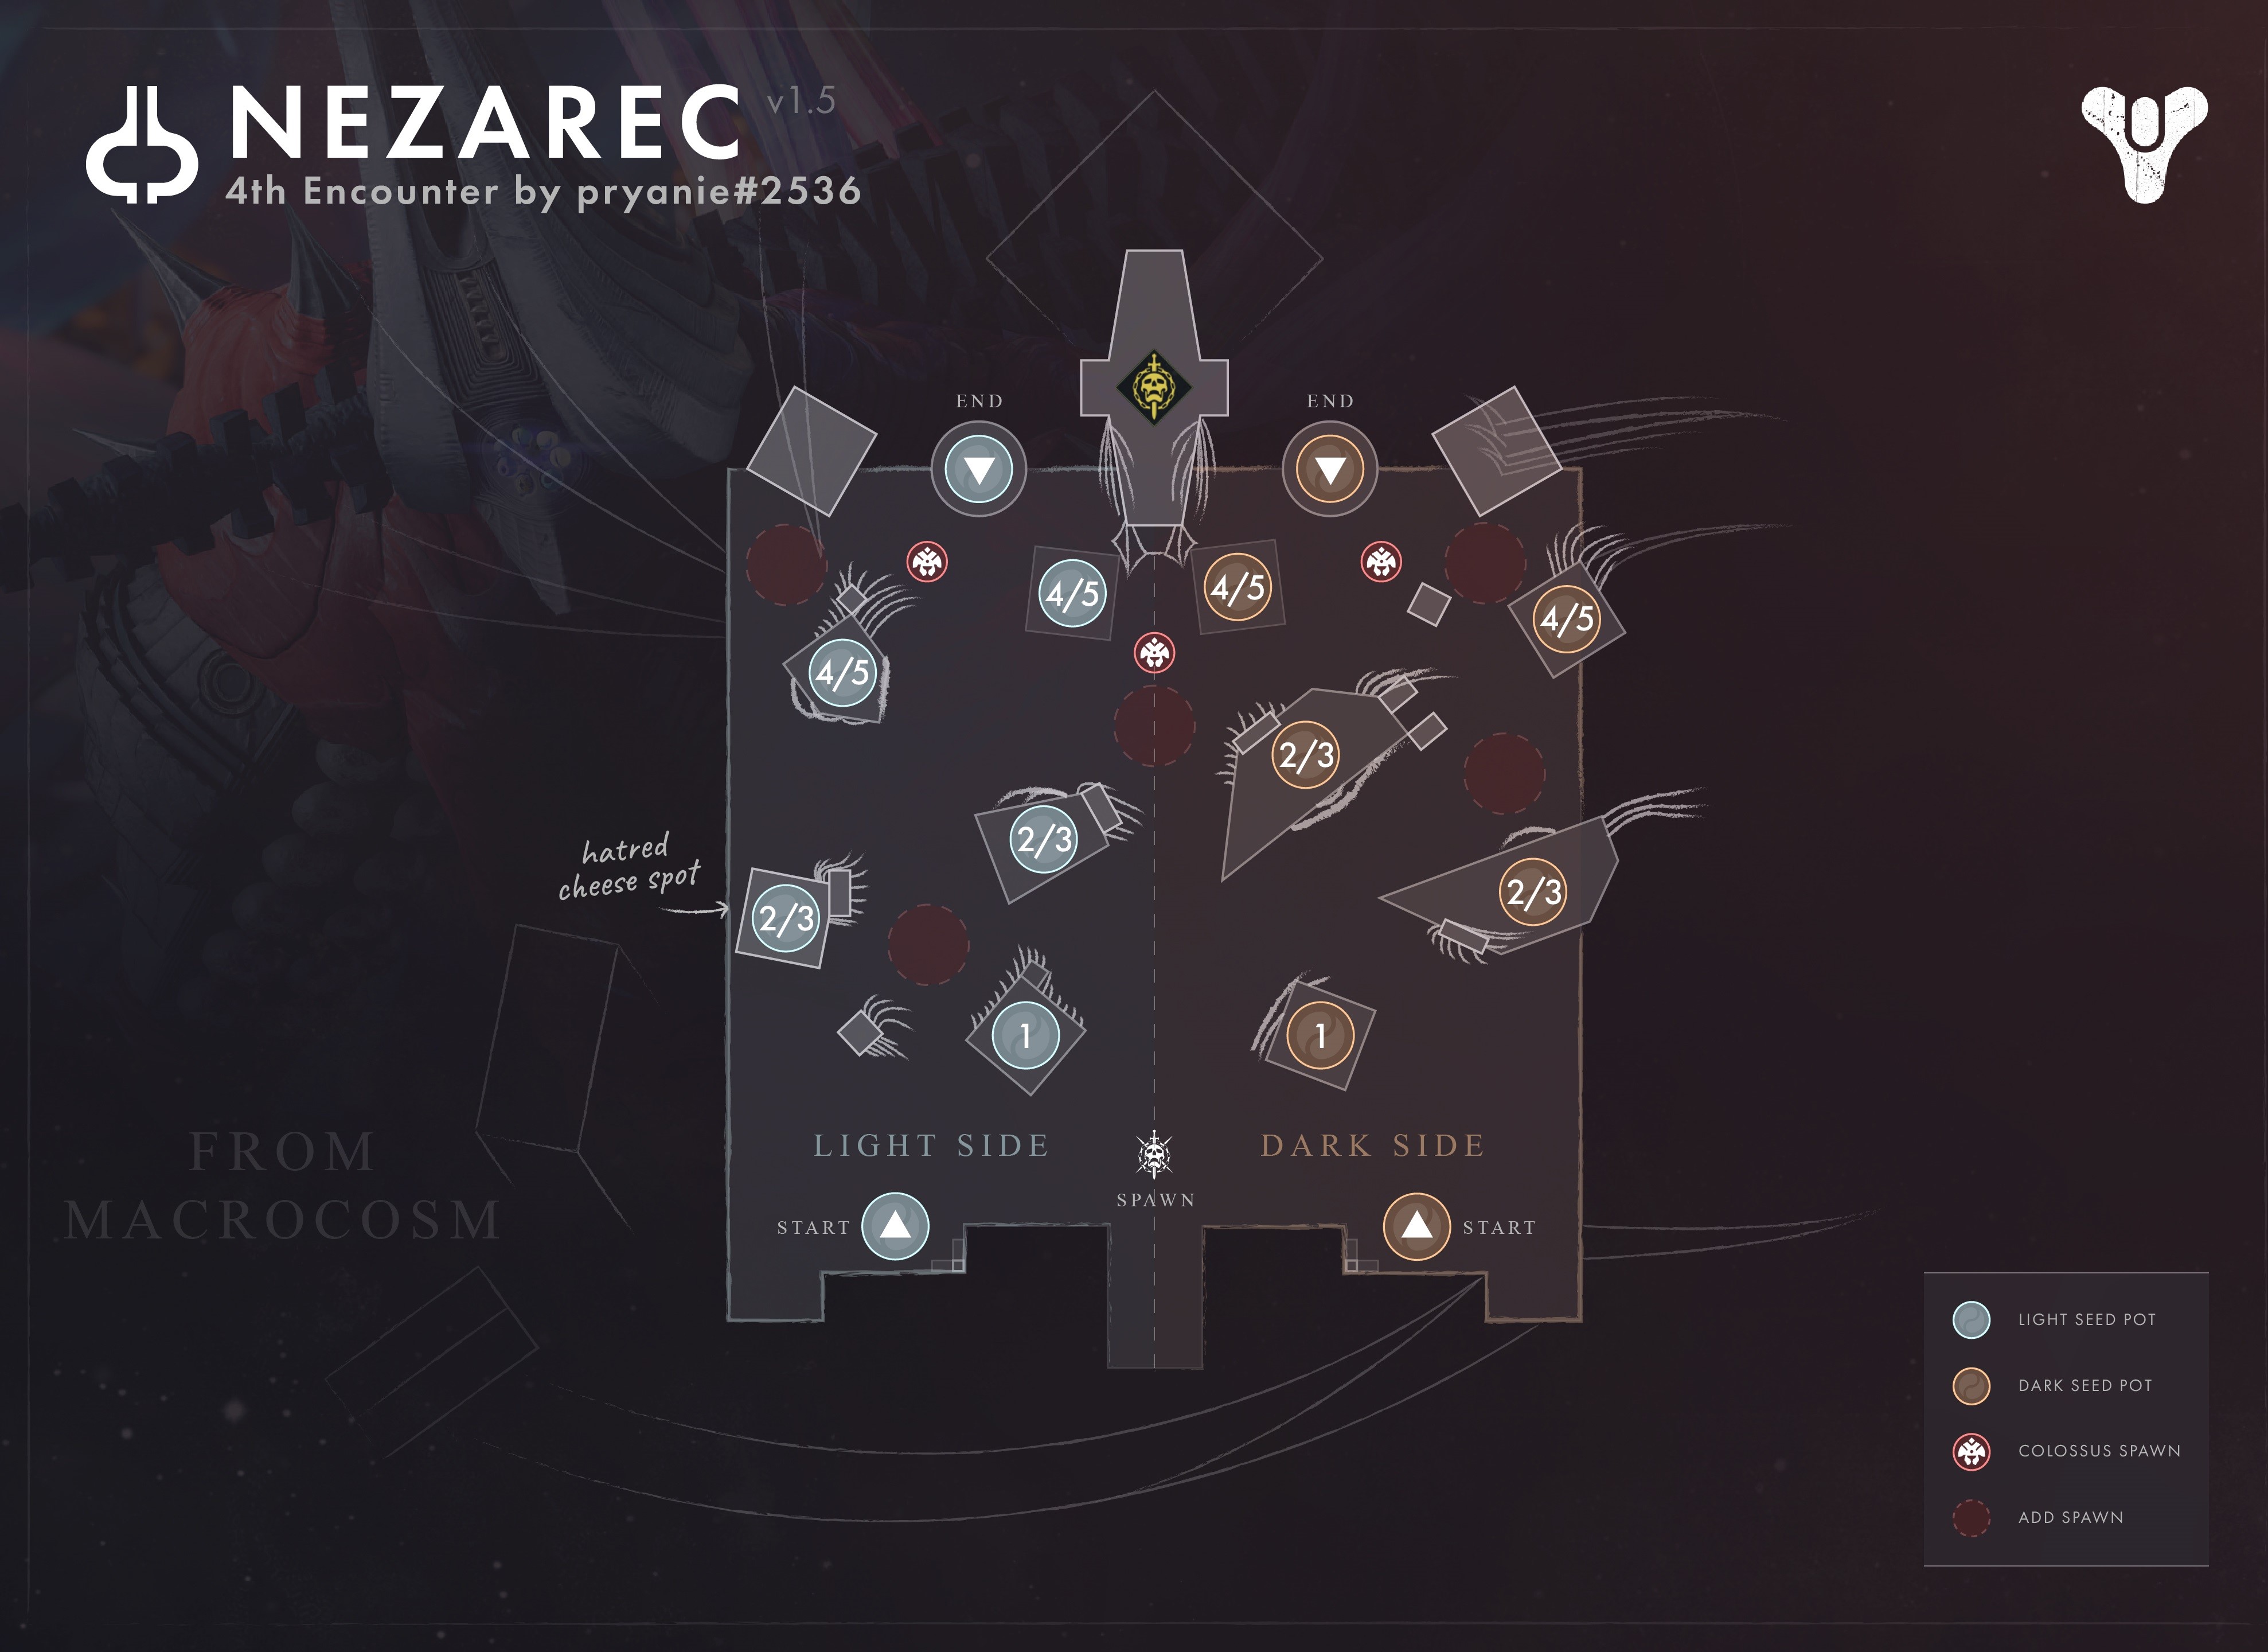 NEZAREC v1.5
4th Encounter by pryanie#2536
END
END
4/5
4/5
4/5
4/5
2/3
2/3
hatred
cheese spot
2/3
2/3
1
1
FROM
MACROCOSM
LIGHT SIDE
DARK SIDE
SPAWN
START
START
LIGHT SEED POT
DARK SEED POT
COLOSSUS SPAWN
ADD SPAWN